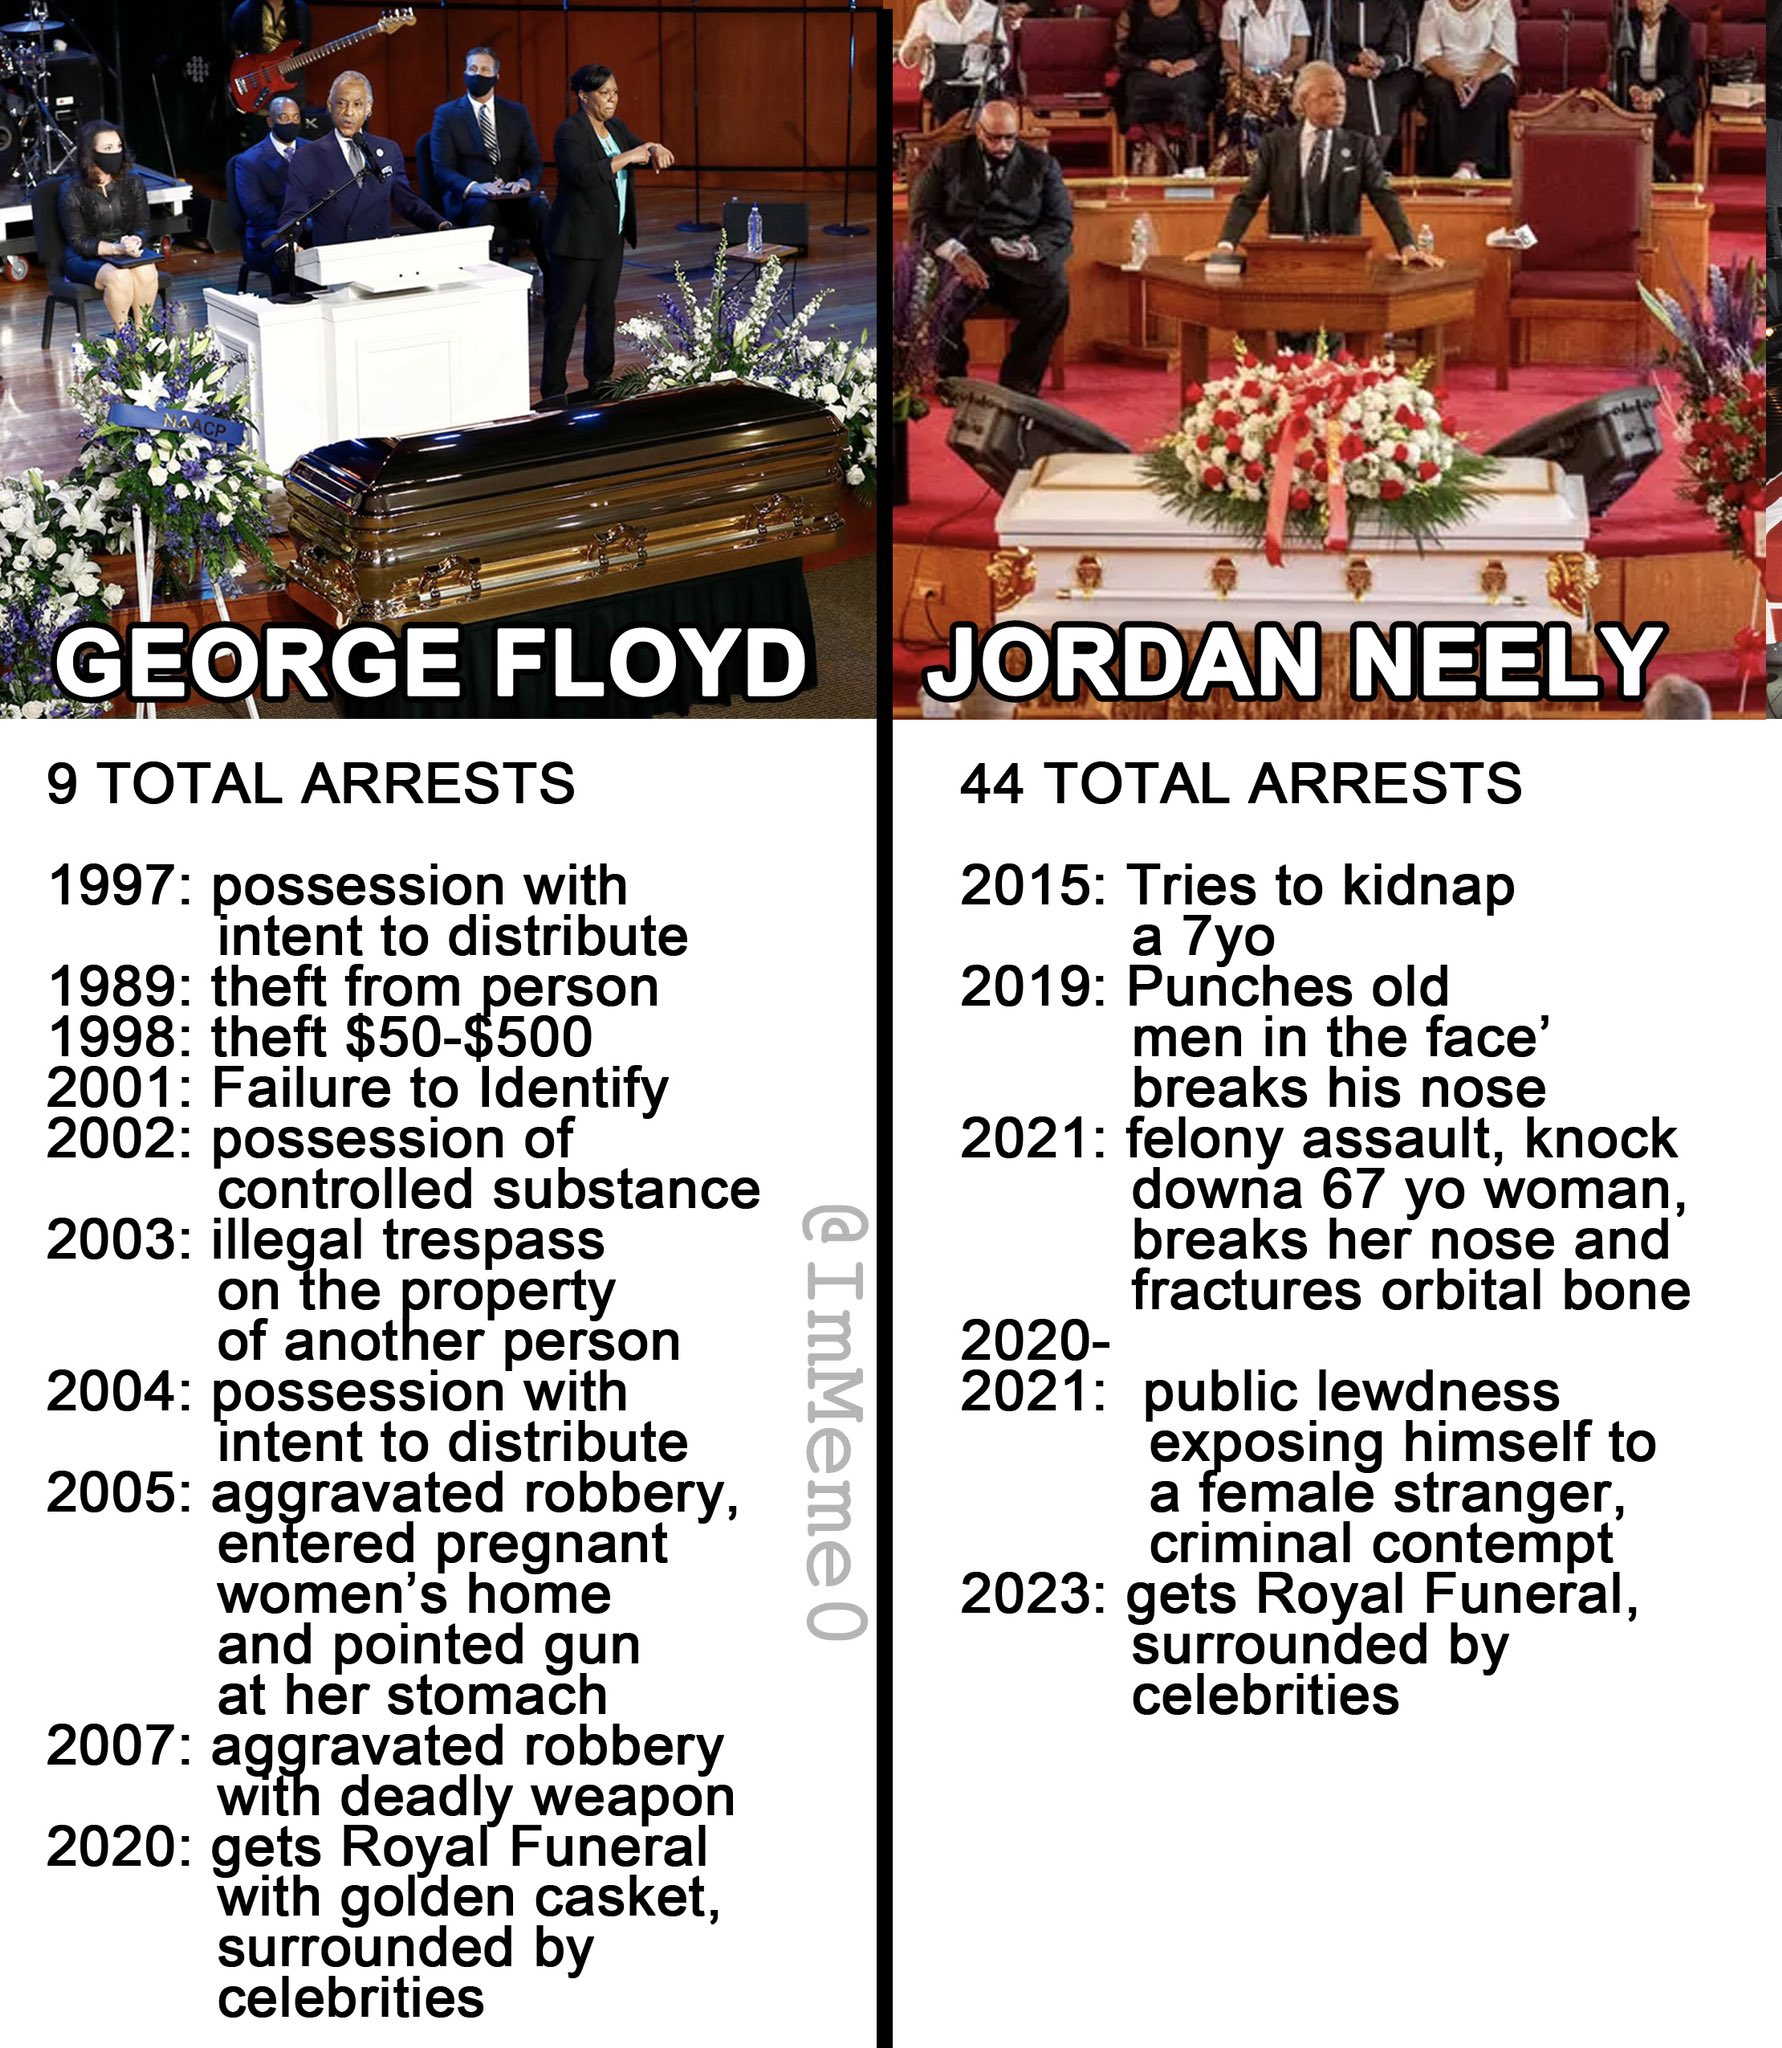 NAACP
GEORGE FLOYD
9 TOTAL ARRESTS
1997: possession with
intent to distribute
1989: theft from person
1998: theft $50-$500
2001: Failure to Identify
2002: possession of
controlled substance
2003: illegal trespass
on the property
of another person
2004: possession with
intent to distribute
2005: aggravated robbery,
entered pregnant
women’s home
and pointed gun
at her stomach
2007: aggravated robbery
with deadly weapon
2020: gets Royal Funeral
with golden casket,
surrounded by
celebrities
@ImMeme0
JORDAN NEELY
44 TOTAL ARRESTS
2015: Tries to kidnap
a 7yo
2019: Punches old
men in the face’
breaks his nose
2021: felony assault, knock
downa 67 yo woman,
breaks her nose and
fractures orbital bone
2020-
2021: public lewdness
exposing himself to
a female stranger,
criminal contempt
2023: gets Royal Funeral,
surrounded by
celebrities